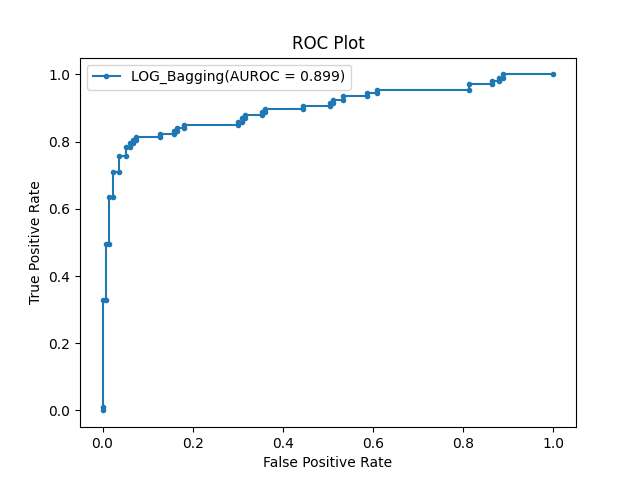 ROC Plot
LOG_Bagging(AUROC = 0.899)
1.0
0.8
0.6
0.4
0.2
0.0
True Positive Rate
0.0 0.2 0.4 0.6 0.8 1.0
False Positive Rate